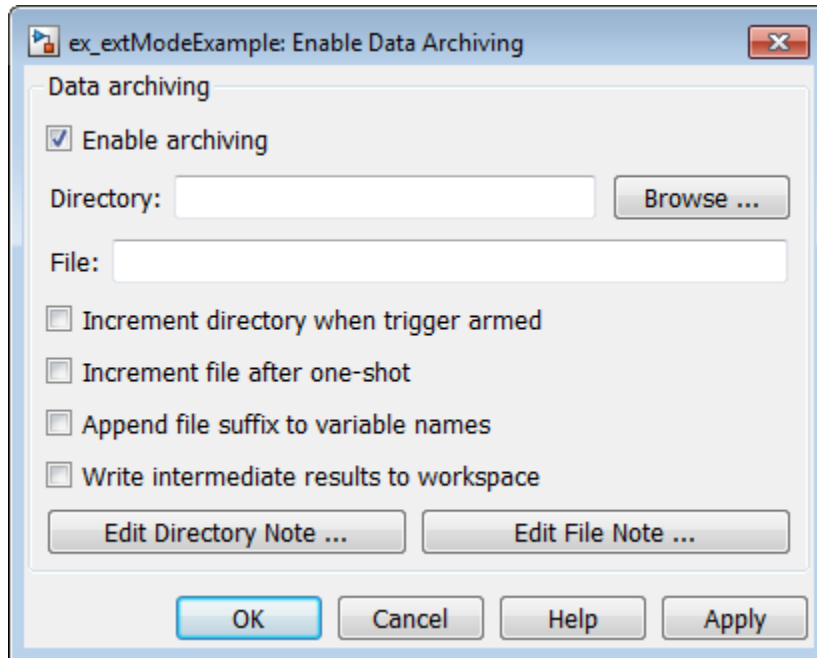 ex_extModeExample: Enable Data Archiving
Data archiving
Enable archiving
Directory: Browse ...
File:
Increment directory when trigger armed
Increment file after one-shot
Append file suffix to variable names
Write intermediate results to workspace
Edit Directory Note ... Edit File Note ...
OK Cancel Help Apply